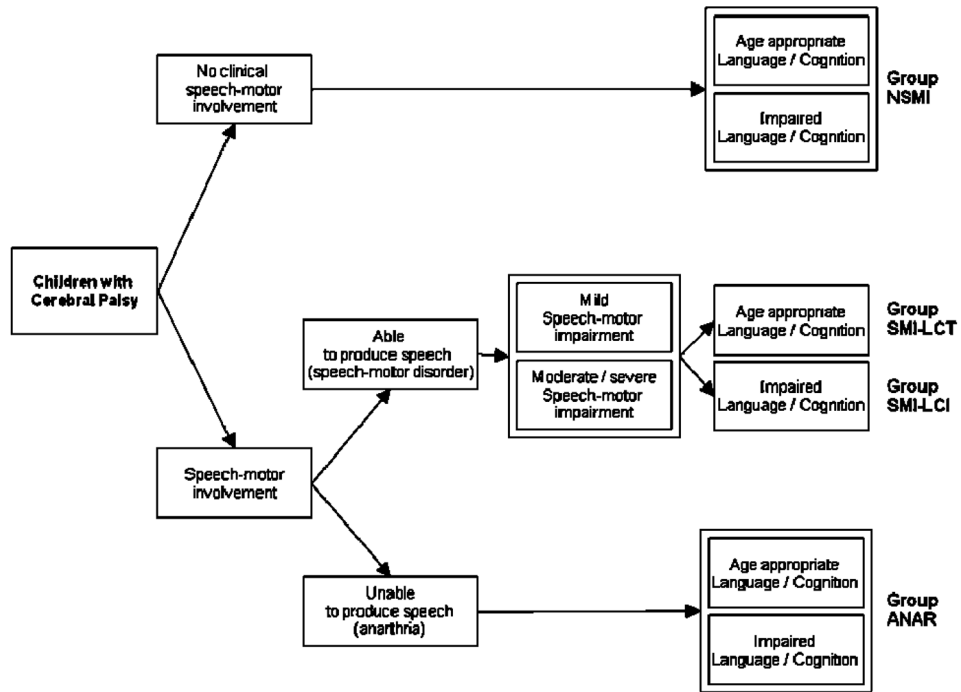 No clinical
speech-motor
involvement
Age appropriate
Language / Cognition
Impaired
Language / Cognition
Group
NSMI
Children with
Cerebral Palsy
Able
to produce speech
(speech-motor disorder)
Mild
Speech-motor
impairment
Moderate / severe
Speech-motor
impairment
Age appropriate
Language / Cognition
Impaired
Language / Cognition
Group
SMI-LCT
Group
SMI-LCI
Speech-motor
involvement
Unable
to produce speech
(anarthria)
Age appropriate
Language / Cognition
Impaired
Language / Cognition
Group
ANAR